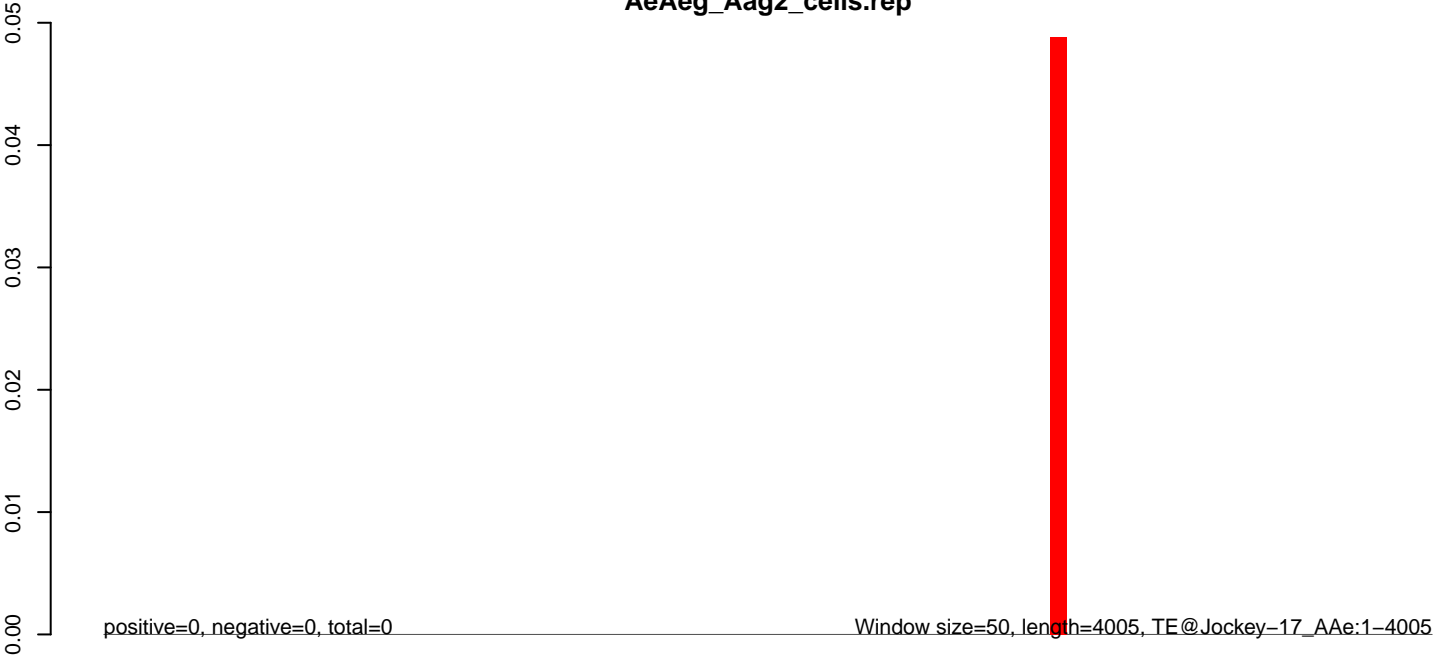 AeAeg_Aag2_cells.rep
0.05
0.04
0.03
0.02
0.01
0.00
positive=0, negative=0, total=0
Window size=50, length=4005, TE@Jockey−17_AAe:1−4005